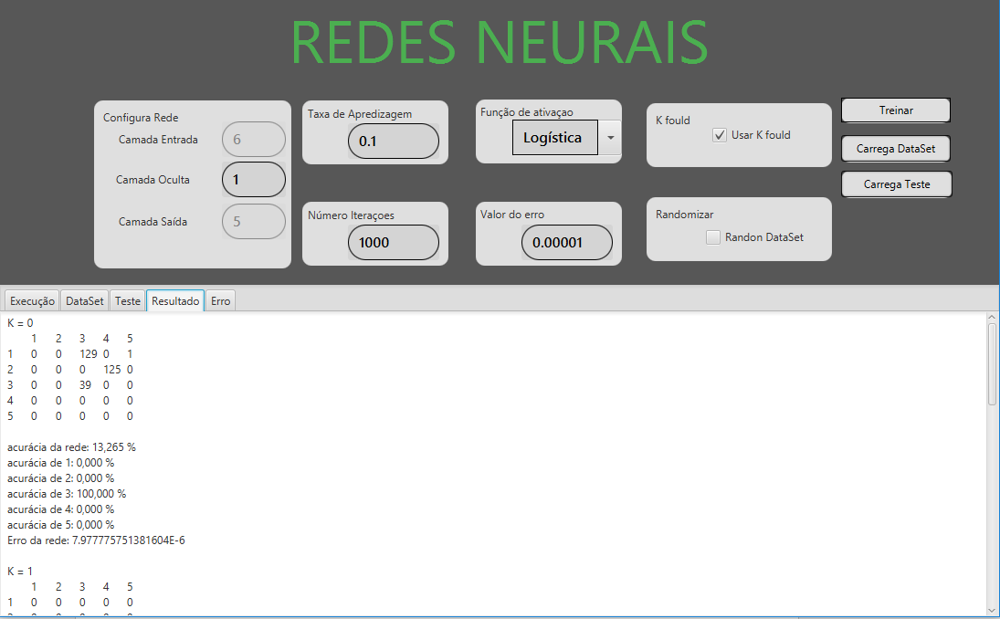 REDES NEURAIS
Configura Rede
Camada Entrada 6
Camada Oculta 1
Camada Saída 5
Taxa de Apredizagem
0.1
Número Iteraçoes
1000
Função de ativaçao
Logística
Valor do erro
0.00001
K fould
Usar K fould
Randomizar
Randon DataSet
Treinar
Carrega DataSet
Carrega Teste
Execução DataSet Teste Resultado Erro
K = 0
1 2 3 4 5
1 0 0 129 0 1
2 0 0 0 125 0
3 0 0 39 0 0
4 0 0 0 0 0
5 0 0 0 0 0
acurácia da rede: 13,265 %
acurácia de 1: 0,000 %
acurácia de 2: 0,000 %
acurácia de 3: 100,000 %
acurácia de 4: 0,000 %
acurácia de 5: 0,000 %
Erro da rede: 7.977775751381604E-6
K = 1
1 2 3 4 5
1 0 0 0 0 0